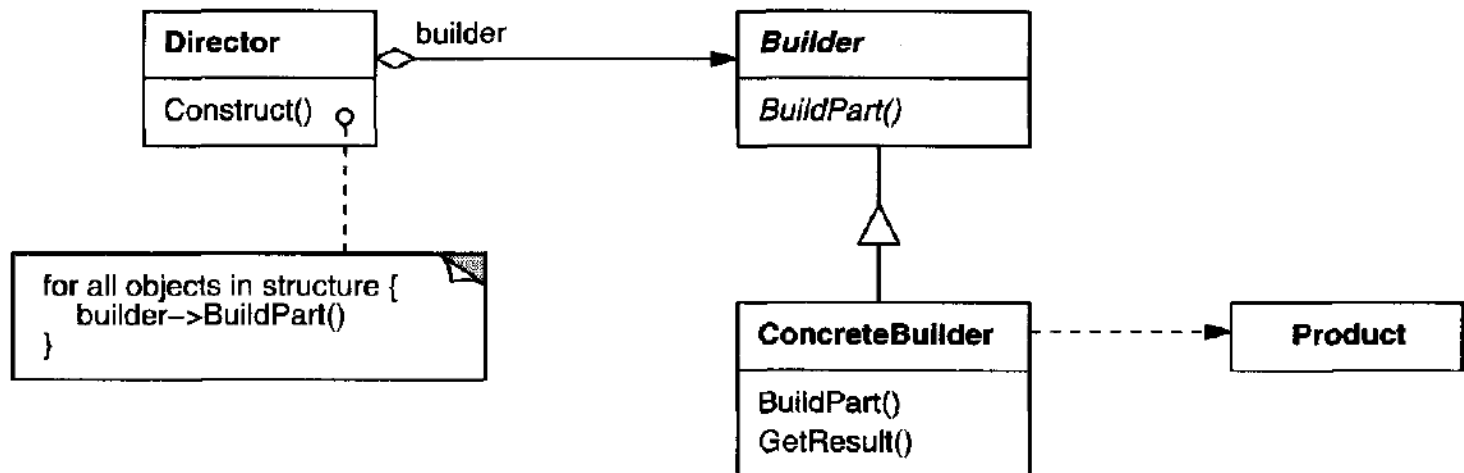 Director
Construct()
builder
Builder
BuildPart()
for all objects in structure {
builder−>BuildPart()
}
ConcreteBuilder
BuildPart()
GetResult()
Product